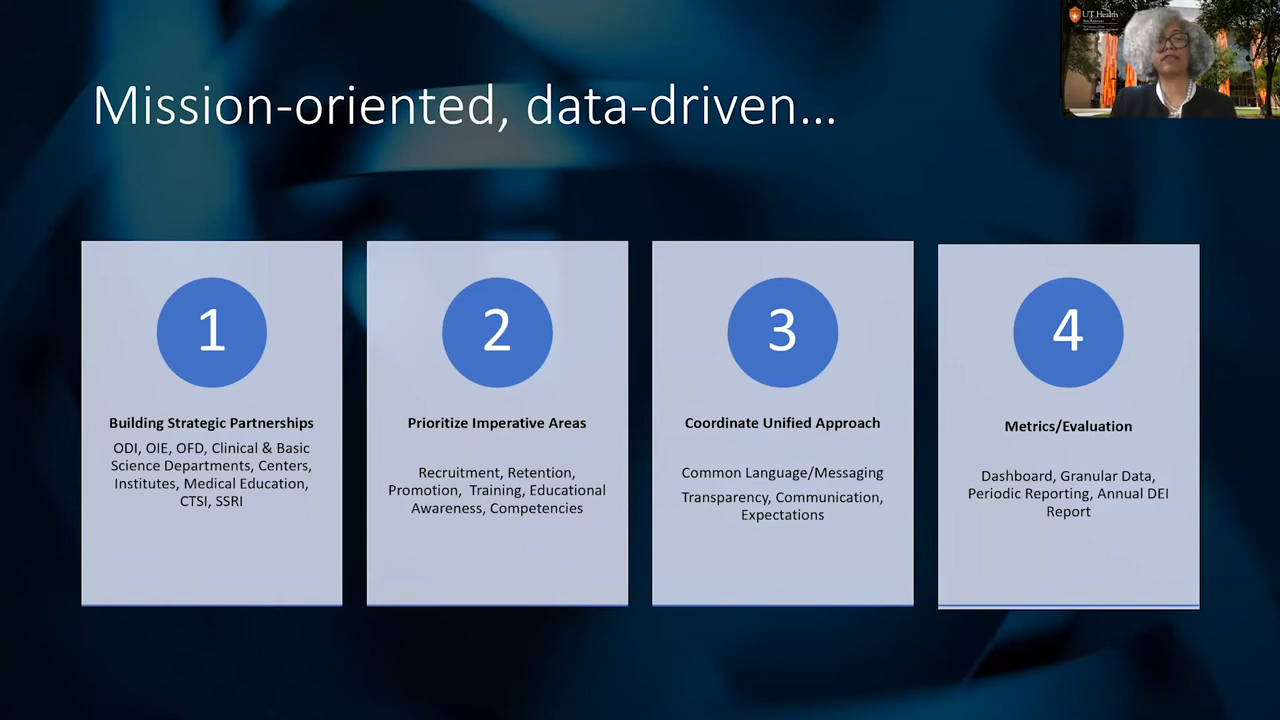 UT Health
San Antonio
Mission-oriented, data-driven...
1
Building Strategic Partnerships
ODI, OIE, OFD, Clinical & Basic
Science Departments, Centers,
Institutes, Medical Education,
CTSI, SSRI
2
Prioritize Imperative Areas
Recruitment, Retention,
Promotion, Training, Educational
Awareness, Competencies
3
Coordinate Unified Approach
Common Language/Messaging
Transparency, Communication,
Expectations
4
Metrics/Evaluation
Dashboard, Granular Data,
Periodic Reporting, Annual DEI
Report